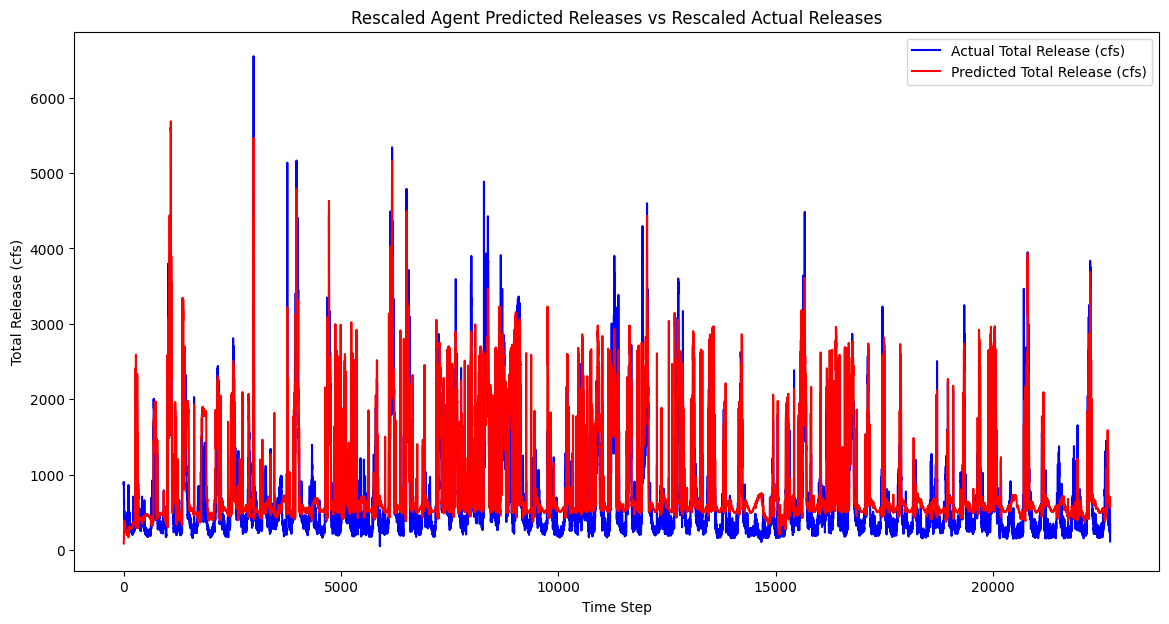 Rescaled Agent Predicted Releases vs Rescaled Actual Releases
Actual Total Release (cfs)
Predicted Total Release (cfs)
Total Release (cfs)
6000
5000
4000
3000
2000
1000
0
0 5000 10000 15000 20000
Time Step